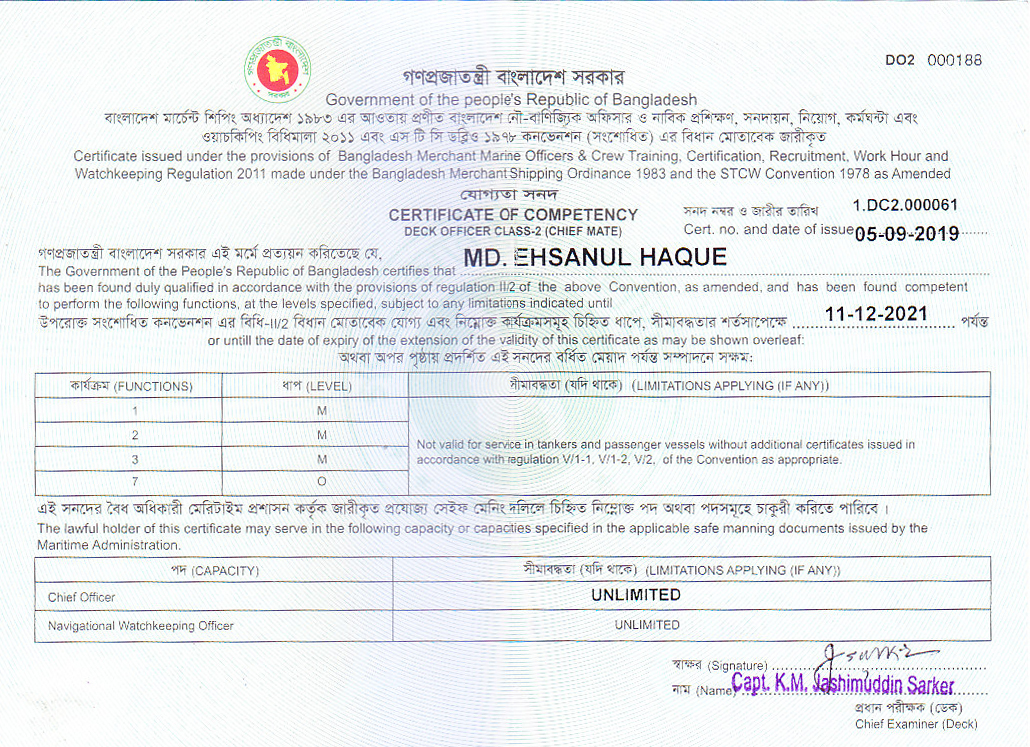 DO2 000188
গণপ্রজাতন্ত্রী বাংলাদেশ সরকার
Government of the people's Republic of Bangladesh
বাংলাদেশ মার্চেন্ট শিপিং অধ্যাদেশ ১৯৮৩ এর আওতায় প্রণীত বাংলাদেশ নৌ-বাণিজ্যিক অফিসার ও নাবিক প্রশিক্ষণ, সনদায়ন, নিয়োগ, কর্মঘন্টা এবং
ওয়াচকিপিং বিধিমালা ২০১১ এবং এস টি সি ডব্লিও ১৯৭৮ কনভেনশন (সংশোধিত) এর বিধান মোতাবেক জারীকৃত
Certificate issued under the provisions of Bangladesh Merchant Marine Officers & Crew Training, Certification, Recruitment, Work Hour and
Watchkeeping Regulation 2011 made under the Bangladesh Merchant Shipping Ordinance 1983 and the STCW Convention 1978 as Amended
যোগ্যতা সনদ
CERTIFICATE OF COMPETENCY
DECK OFFICER CLASS-2 (CHIEF MATE)
সনদ নম্বর ও জারীর তারিখ 1.DC2.000061
Cert. no. and date of issue 05-09-2019
গণপ্রজাতন্ত্রী বাংলাদেশ সরকার এই মর্মে প্রত্যয়ন করিতেছে যে,
The Government of the People's Republic of Bangladesh certifies that MD. EHSANUL HAQUE
has been found duly qualified in accordance with the provisions of regulation II/2 of the above Convention, as amended, and has been found competent
to perform the following functions, at the levels specified, subject to any limitations indicated until
উপরোক্ত সংশোধিত কনভেনশন এর বিধি-II/2 বিধান মোতাবেক যোগ্য এবং নিম্নোক্ত কার্যক্রমসমূহ চিহ্নিত ধাপে, সীমাবদ্ধতার শর্তসাপেক্ষে 11-12-2021 পর্যন্ত
or untill the date of expiry of the extension of the validity of this certificate as may be shown overleaf:
অথবা অপর পৃষ্ঠায় প্রদর্শিত এই সনদের বর্ধিত মেয়াদ পর্যন্ত সম্পাদনে সক্ষম:
কার্যক্রম (FUNCTIONS) ধাপ (LEVEL) সীমাবদ্ধতা (যদি থাকে) (LIMITATIONS APPLYING (IF ANY))
1 M
2 M
3 M
7 O
Not valid for service in tankers and passenger vessels without additional certificates issued in
accordance with regulation V/1-1, V/1-2, V/2, of the Convention as appropriate.
এই সনদের বৈধ অধিকারী মেরিটাইম প্রশাসন কর্তৃক জারীকৃত প্রযোজ্য সেইফ মেনিং দলিলে চিহ্নিত নিম্নোক্ত পদ অথবা পদসমূহে চাকুরী করিতে পারিবে ।
The lawful holder of this certificate may serve in the following capacity or capacities specified in the applicable safe manning documents issued by the
Maritime Administration.
পদ (CAPACITY) সীমাবদ্ধতা (যদি থাকে) (LIMITATIONS APPLYING (IF ANY))
Chief Officer UNLIMITED
Navigational Watchkeeping Officer UNLIMITED
স্বাক্ষর (Signature)
নাম (Name) Capt. K.M. Jashimuddin Sarker
প্রধান পরীক্ষক (ডেক)
Chief Examiner (Deck)